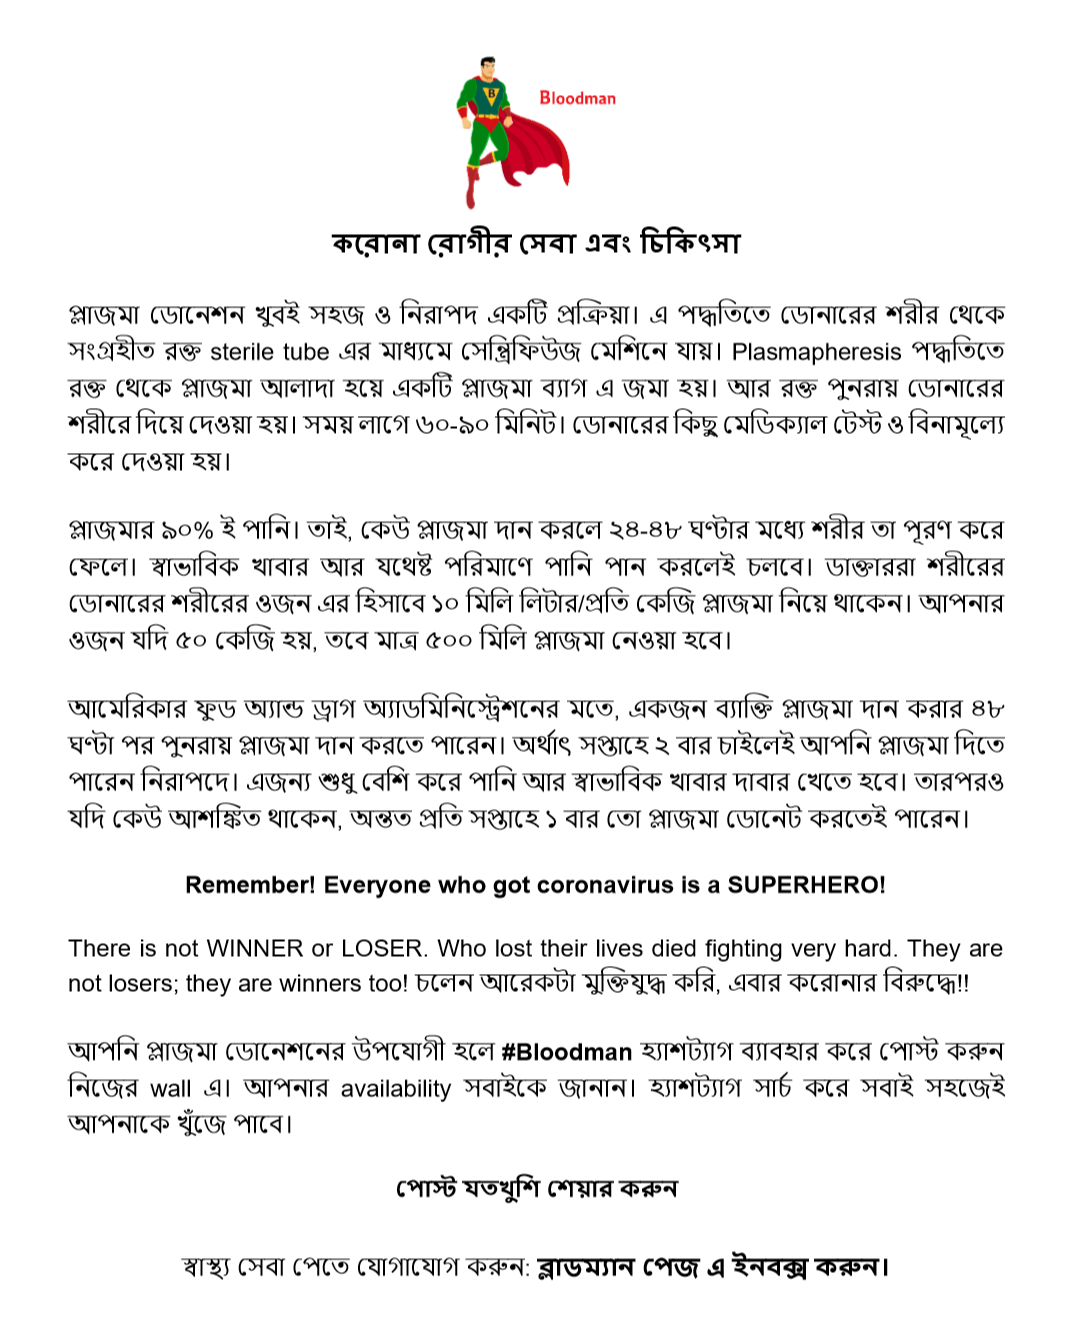 B
Bloodman
করোনা রোগীর সেবা এবং চিকিৎসা
প্লাজমা ডোনেশন খুবই সহজ ও নিরাপদ একটি প্রক্রিয়া। এ পদ্ধতিতে ডোনারের শরীর থেকে
সংগ্রহীত রক্ত sterile tube এর মাধ্যমে সেন্ত্রিফিউজ মেশিনে যায়। Plasmapheresis পদ্ধতিতে
রক্ত থেকে প্লাজমা আলাদা হয়ে একটি প্লাজমা ব্যাগ এ জমা হয়। আর রক্ত পুনরায় ডোনারের
শরীরে দিয়ে দেওয়া হয়। সময় লাগে ৬০-৯০ মিনিট। ডোনারের কিছু মেডিক্যাল টেস্ট ও বিনামূল্যে
করে দেওয়া হয়।
প্লাজমার ৯০% ই পানি। তাই, কেউ প্লাজমা দান করলে ২৪-৪৮ ঘণ্টার মধ্যে শরীর তা পূরণ করে
ফেলে। স্বাভাবিক খাবার আর যথেষ্ট পরিমাণে পানি পান করলেই চলবে। ডাক্তাররা শরীরের
ডোনারের শরীরের ওজন এর হিসাবে ১০ মিলি লিটার/প্রতি কেজি প্লাজমা নিয়ে থাকেন। আপনার
ওজন যদি ৫০ কেজি হয়, তবে মাত্র ৫০০ মিলি প্লাজমা নেওয়া হবে।
আমেরিকার ফুড অ্যান্ড ড্রাগ অ্যাডমিনিস্ট্রেশনের মতে, একজন ব্যাক্তি প্লাজমা দান করার ৪৮
ঘণ্টা পর পুনরায় প্লাজমা দান করতে পারেন। অর্থাৎ সপ্তাহে ২ বার চাইলেই আপনি প্লাজমা দিতে
পারেন নিরাপদে। এজন্য শুধু বেশি করে পানি আর স্বাভাবিক খাবার দাবার খেতে হবে। তারপরও
যদি কেউ আশঙ্কিত থাকেন, অন্তত প্রতি সপ্তাহে ১ বার তো প্লাজমা ডোনেট করতেই পারেন।
Remember! Everyone who got coronavirus is a SUPERHERO!
There is not WINNER or LOSER. Who lost their lives died fighting very hard. They are
not losers; they are winners too! চলেন আরেকটা মুক্তিযুদ্ধ করি, এবার করোনার বিরুদ্ধে!!
আপনি প্লাজমা ডোনেশনের উপযোগী হলে #Bloodman হ্যাশট্যাগ ব্যাবহার করে পোস্ট করুন
নিজের wall এ। আপনার availability সবাইকে জানান। হ্যাশট্যাগ সার্চ করে সবাই সহজেই
আপনাকে খুঁজে পাবে।
পোস্ট যতখুশি শেয়ার করুন
স্বাস্থ্য সেবা পেতে যোগাযোগ করুন: ব্লাডম্যান পেজ এ ইনবক্স করুন।